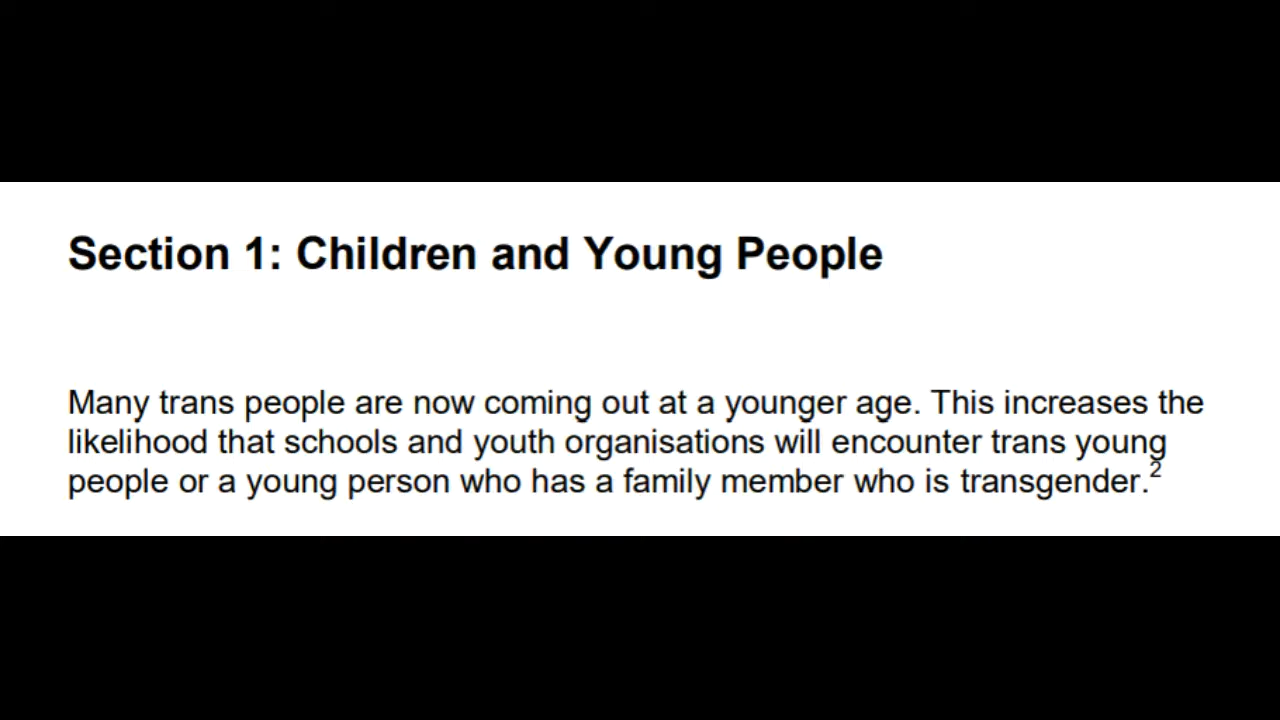 Section 1: Children and Young People
Many trans people are now coming out at a younger age. This increases the
likelihood that schools and youth organisations will encounter trans young
people or a young person who has a family member who is transgender.²